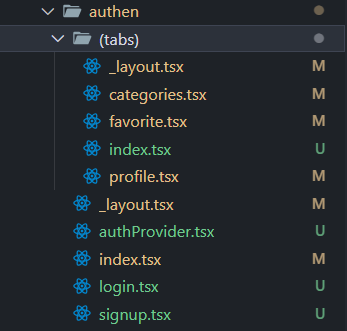 authen
(tabs)
_layout.tsx M
categories.tsx M
favorite.tsx M
index.tsx U
profile.tsx M
_layout.tsx M
authProvider.tsx U
index.tsx M
login.tsx U
signup.tsx U